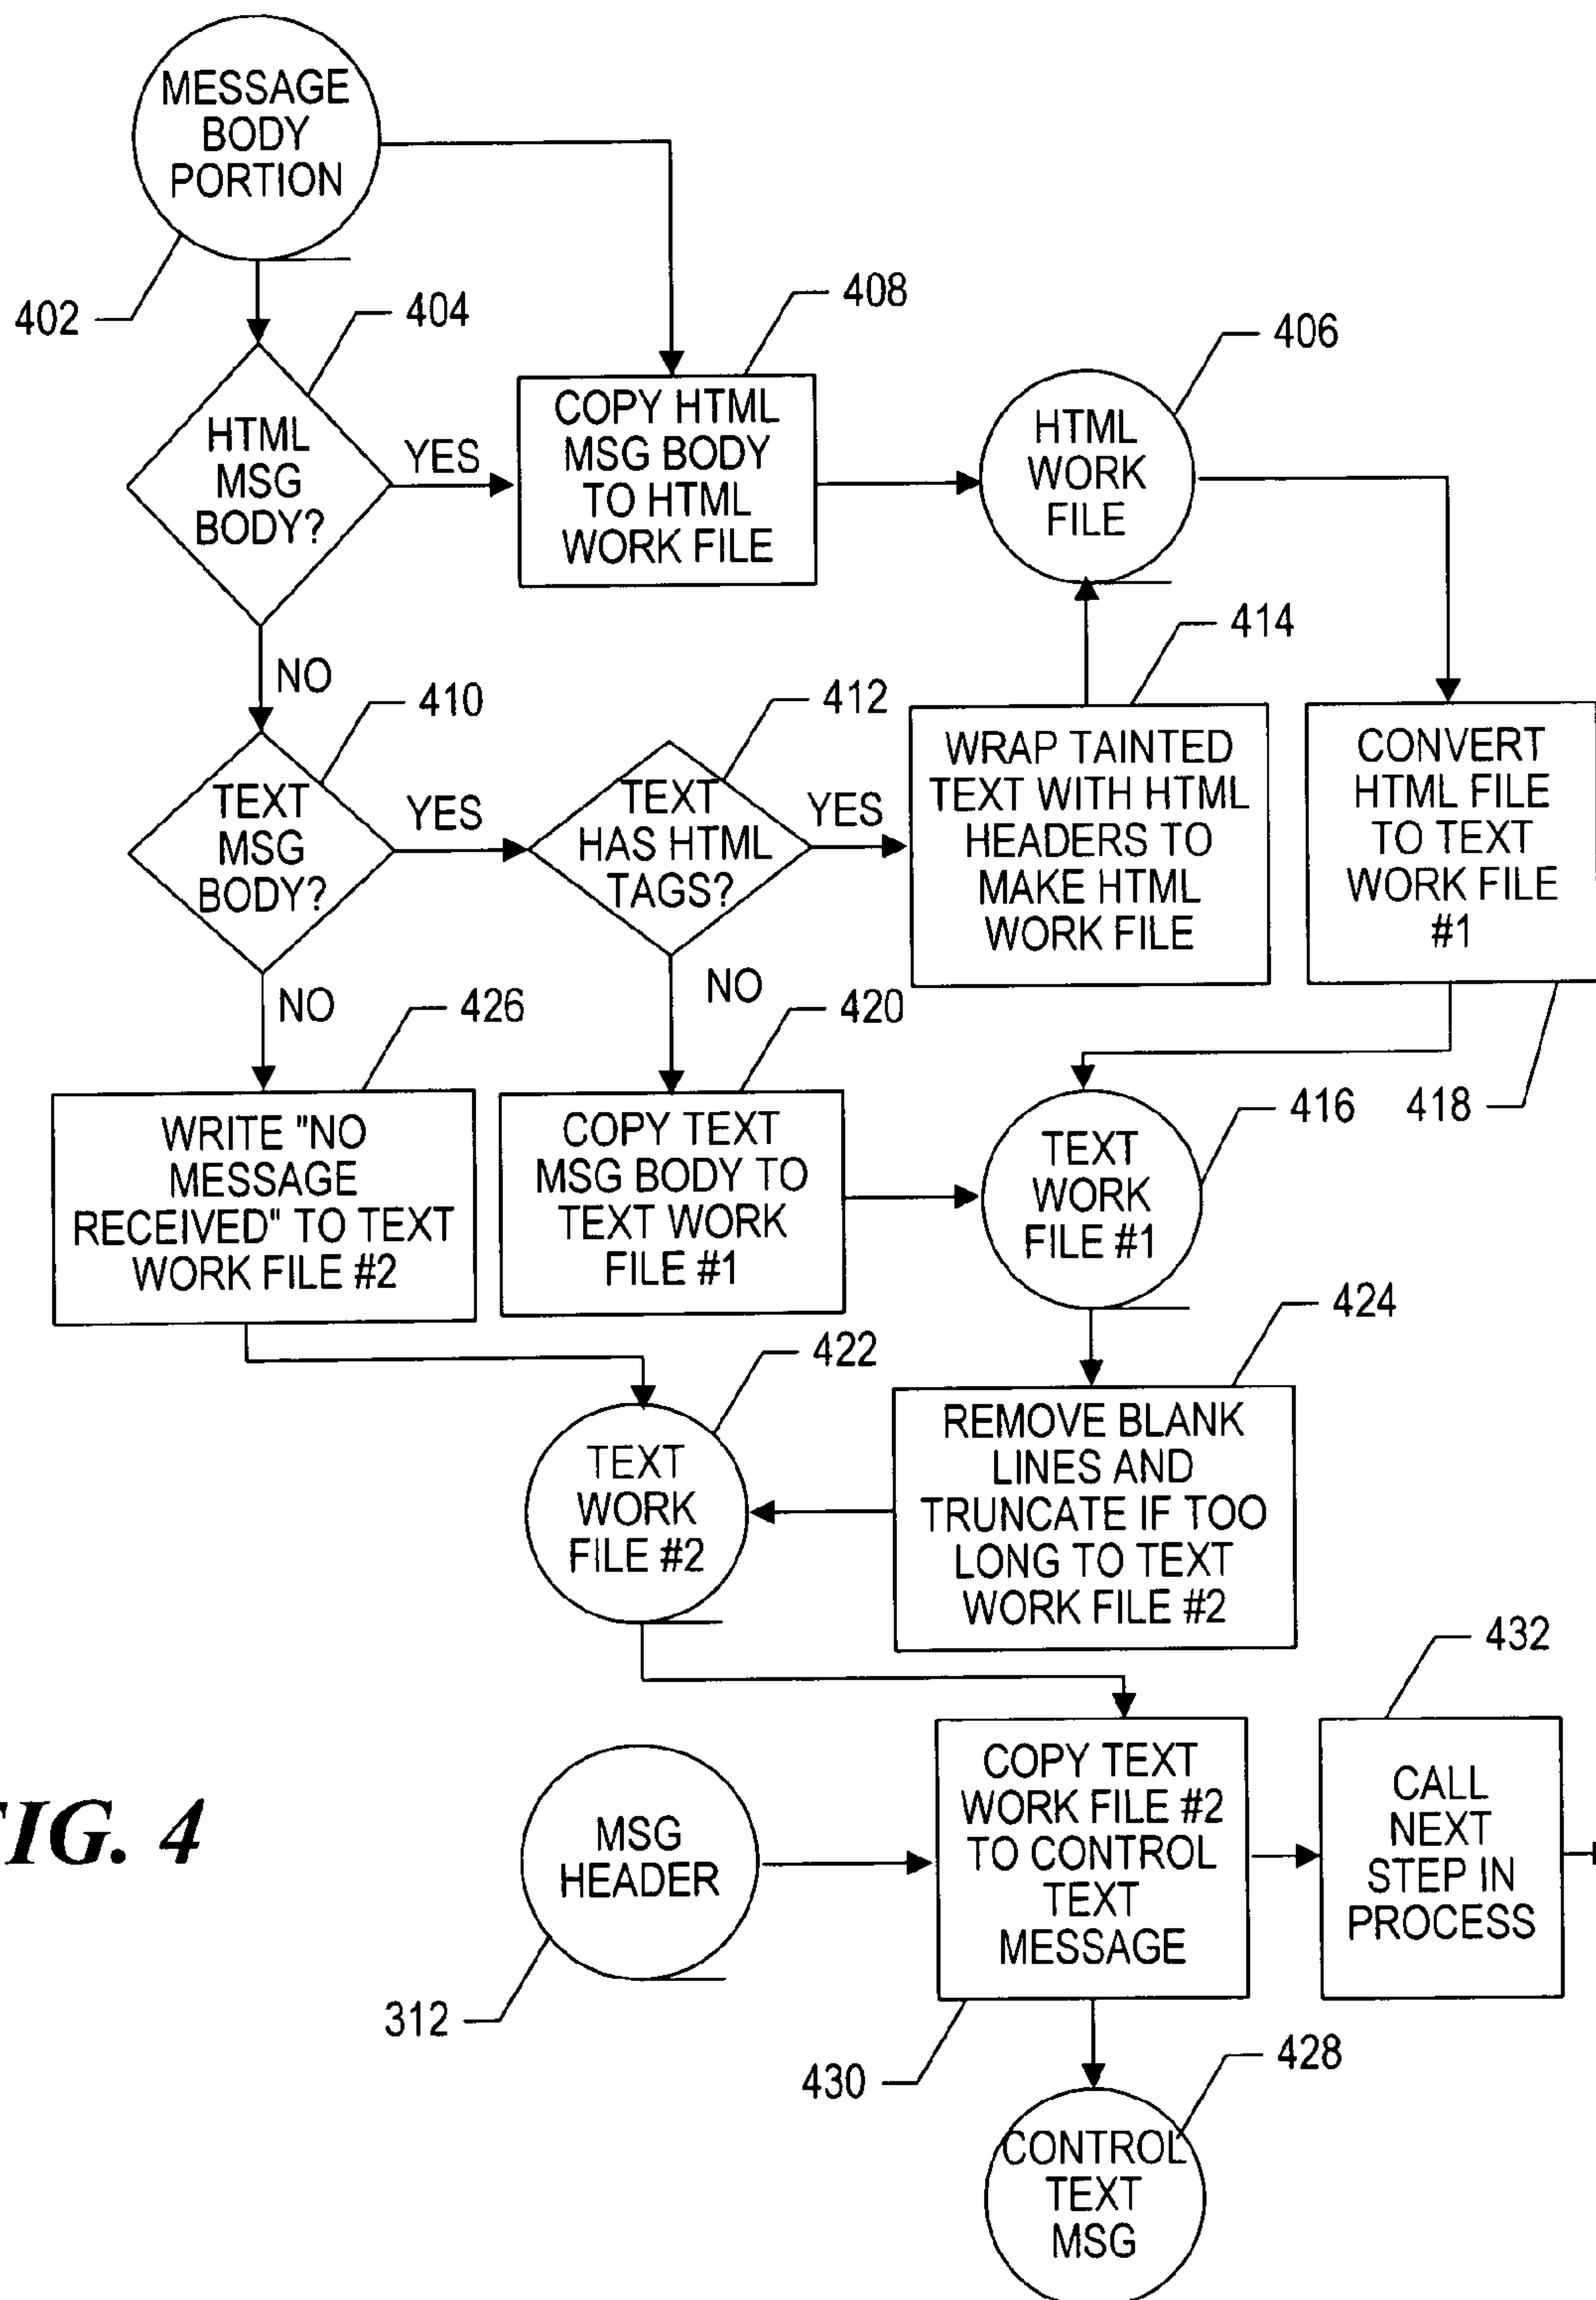 MESSAGE
BODY
PORTION
402
404
408
406
HTML
MSG
BODY?
YES
COPY HTML
MSG BODY
TO HTML
WORK FILE
HTML
WORK
FILE
NO
410
412
414
TEXT
MSG
BODY?
YES
TEXT
HAS HTML
TAGS?
YES
WRAP TAINTED
TEXT WITH HTML
HEADERS TO
MAKE HTML
WORK FILE
CONVERT
HTML FILE
TO TEXT
WORK FILE
#1
NO
426
NO
420
416
418
WRITE "NO
MESSAGE
RECEIVED" TO TEXT
WORK FILE #2
COPY TEXT
MSG BODY TO
TEXT WORK
FILE #1
TEXT
WORK
FILE #1
424
422
TEXT
WORK
FILE #2
REMOVE BLANK
LINES AND
TRUNCATE IF TOO
LONG TO TEXT
WORK FILE #2
432
FIG. 4
MSG
HEADER
312
COPY TEXT
WORK FILE #2
TO CONTROL
TEXT
MESSAGE
CALL
NEXT
STEP IN
PROCESS
430
428
CONTROL
TEXT
MSG